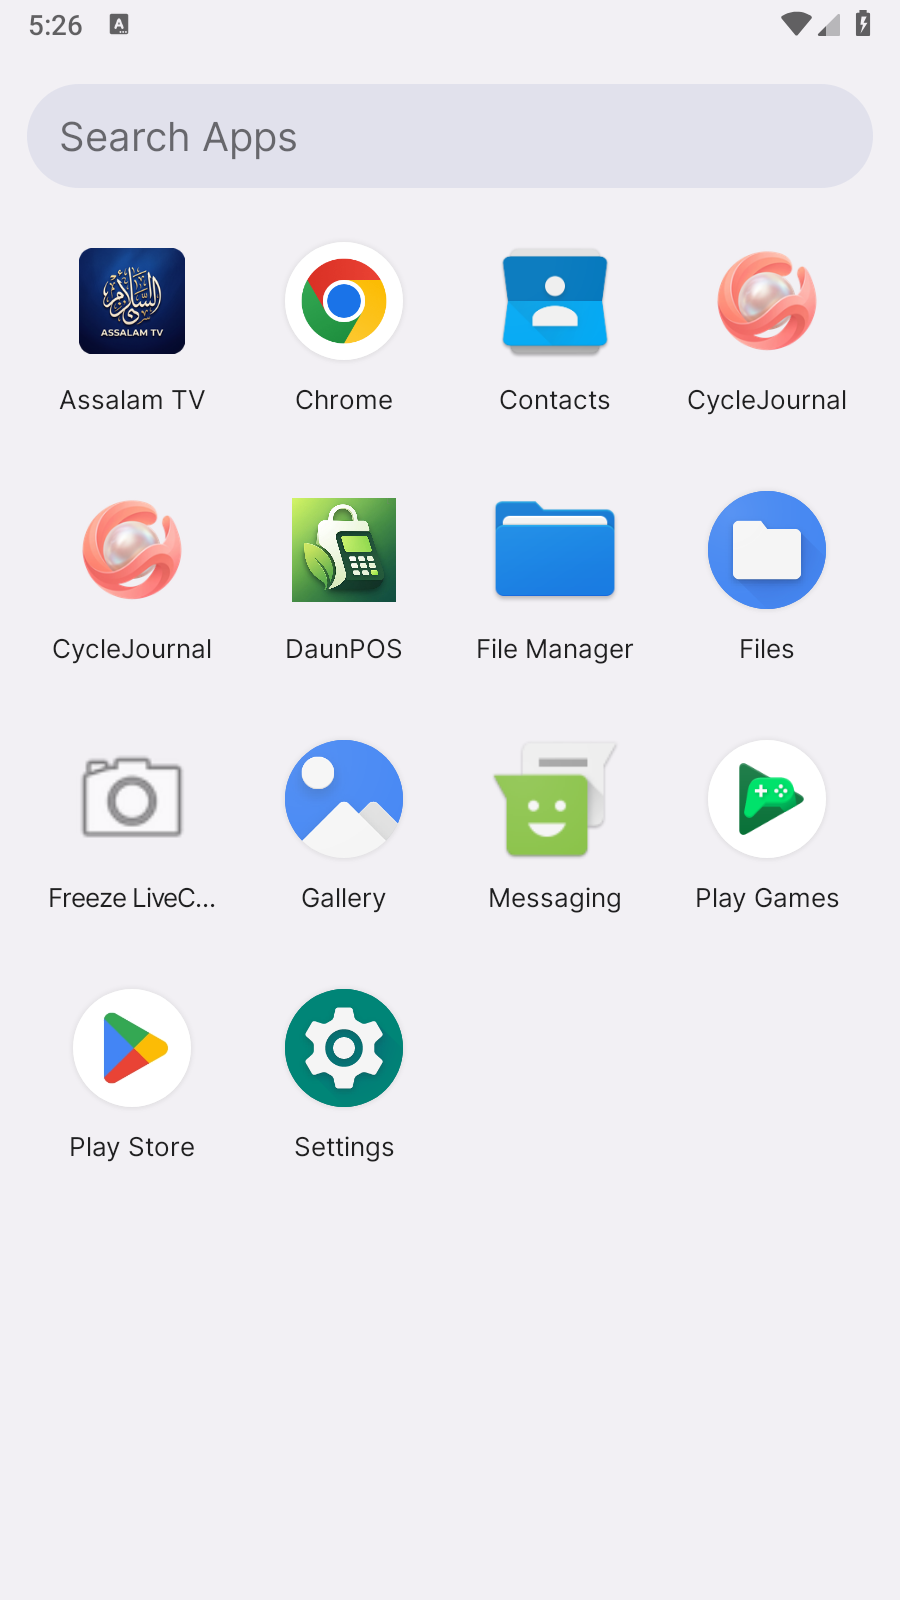 5:26
Search Apps
السلام
ASSALAM TV
Assalam TV
Chrome
Contacts
CycleJournal
CycleJournal
DaunPOS
File Manager
Files
Freeze LiveC...
Gallery
Messaging
Play Games
Play Store
Settings